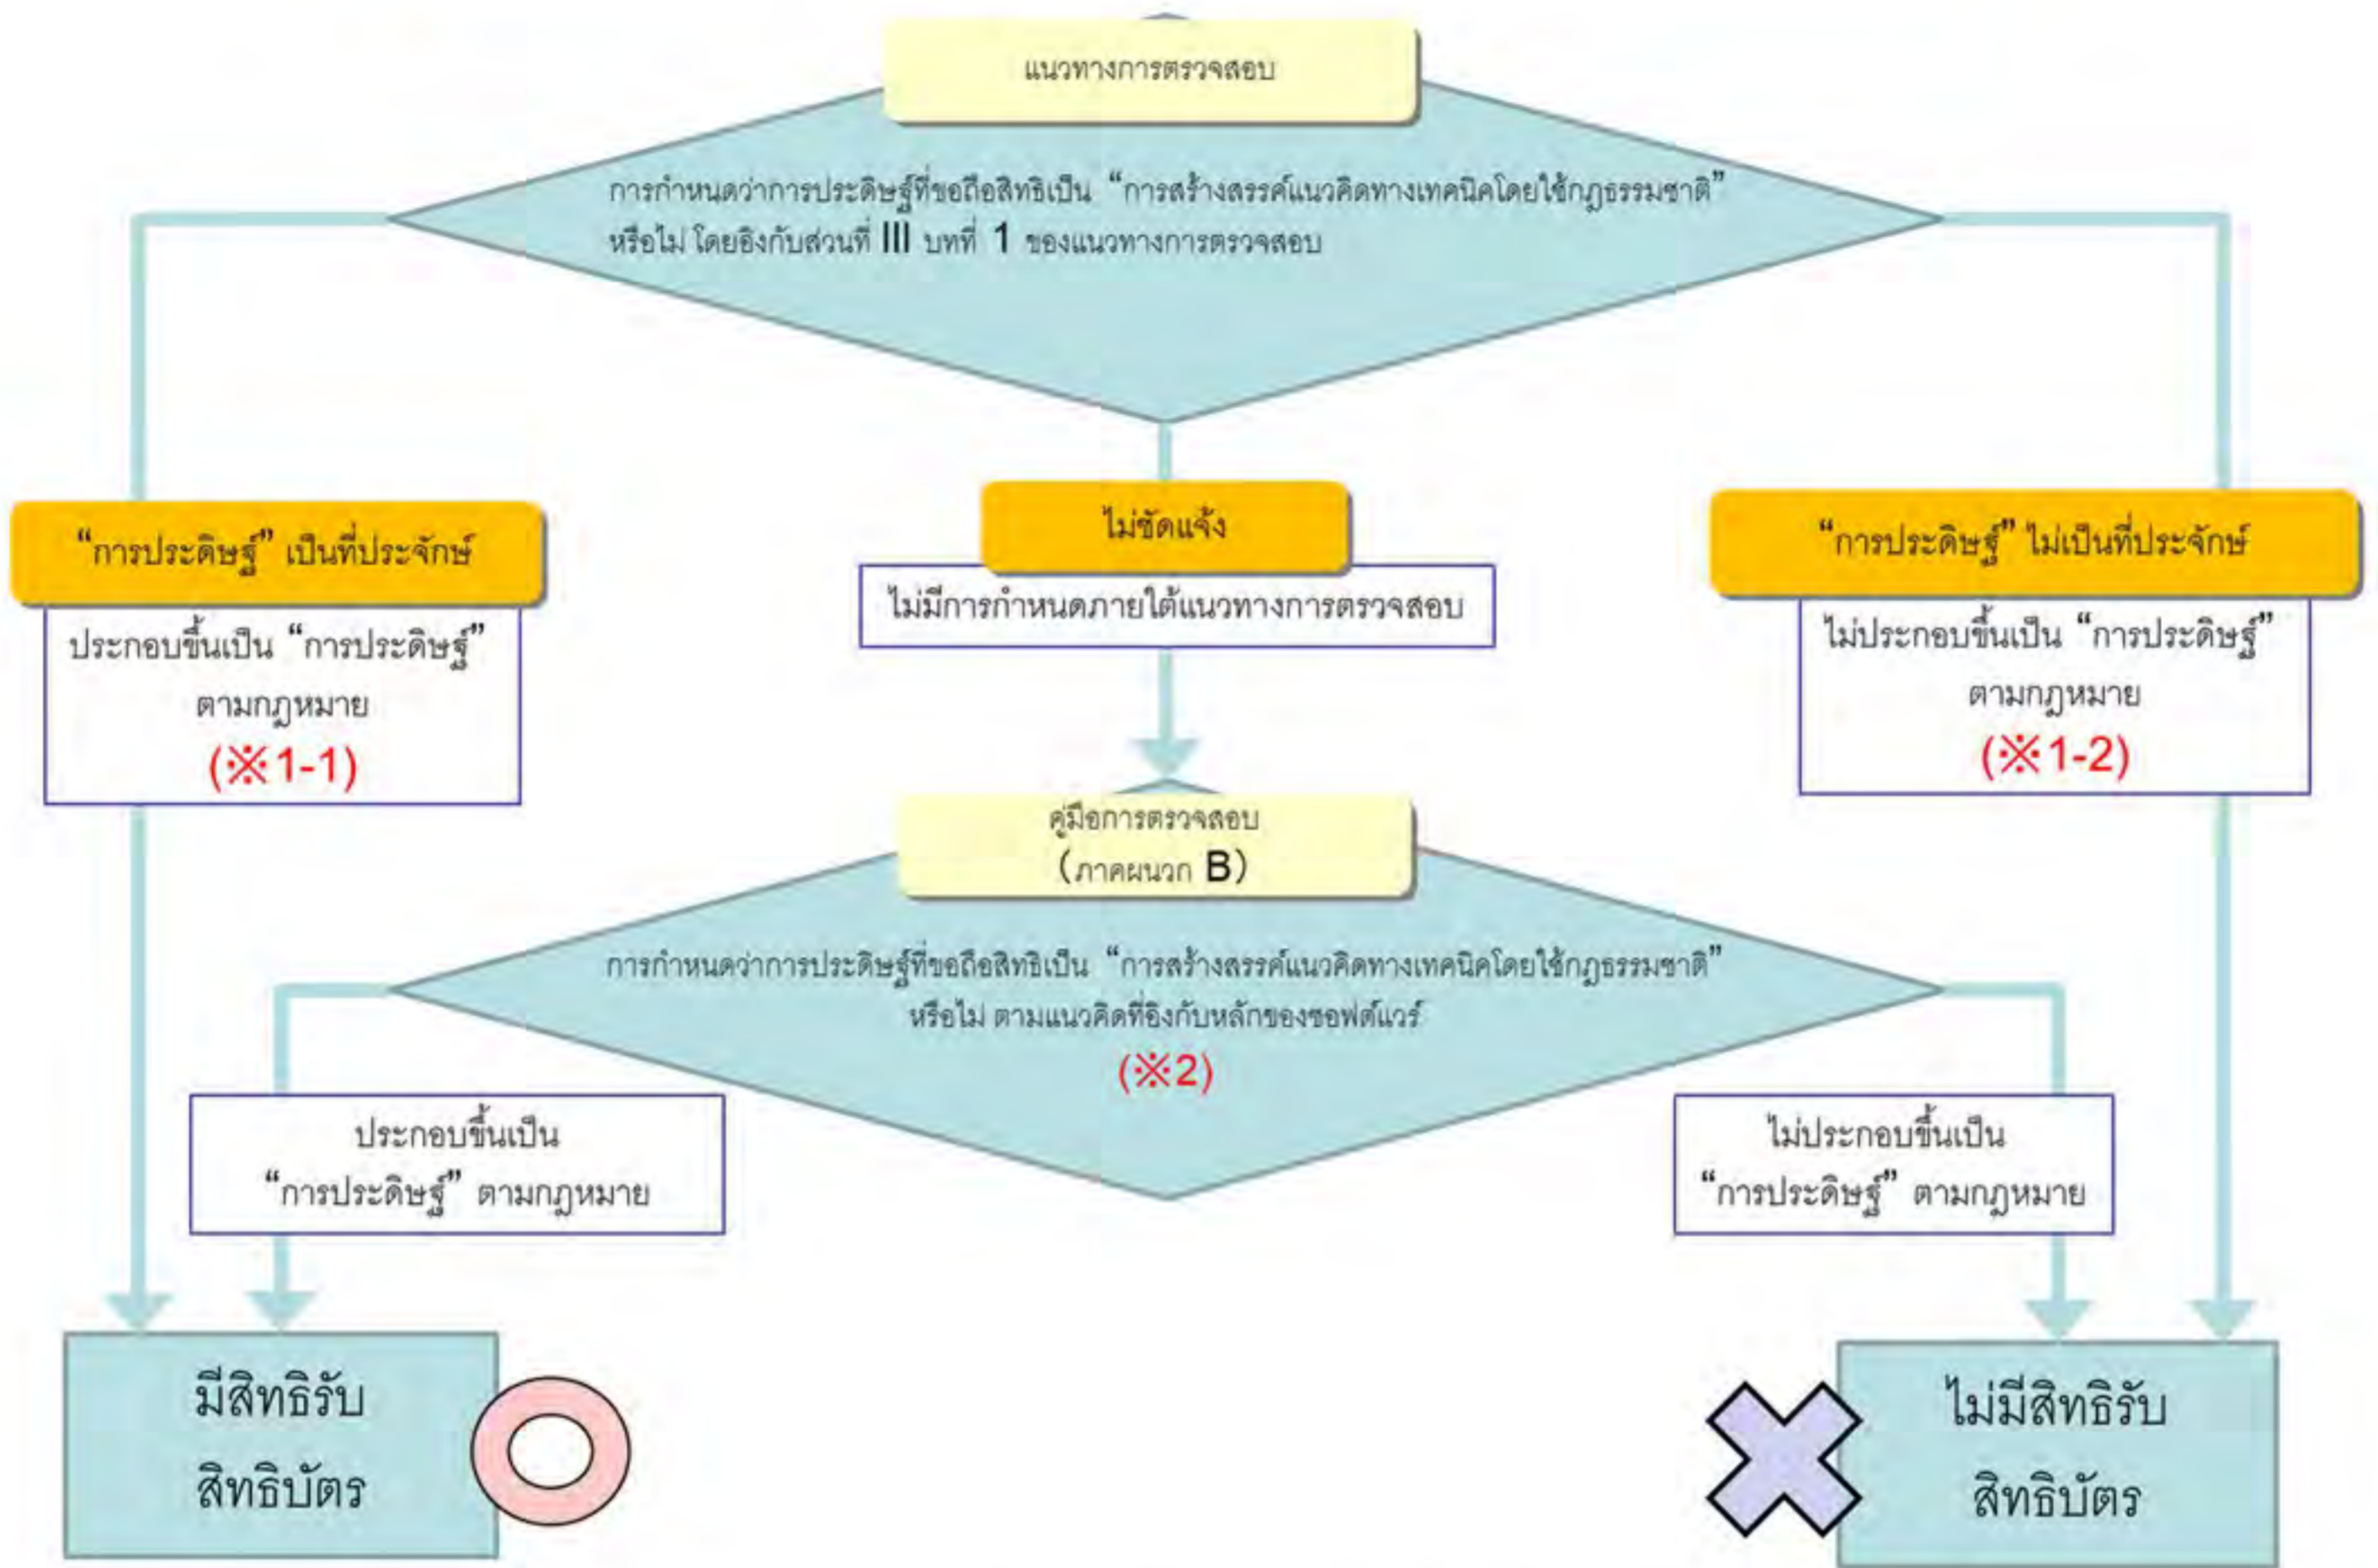 แนวทางการตรวจสอบ
การกำหนดว่าการประดิษฐ์ที่ขอถือสิทธิเป็น “การสร้างสรรค์แนวคิดทางเทคนิคโดยใช้กฎธรรมชาติ”
หรือไม่ โดยอิงกับส่วนที่ III บทที่ 1 ของแนวทางการตรวจสอบ
“การประดิษฐ์” เป็นที่ประจักษ์
ประกอบขึ้นเป็น “การประดิษฐ์”
ตามกฎหมาย
(※1-1)
ไม่ชัดแจ้ง
ไม่มีการกำหนดภายใต้แนวทางการตรวจสอบ
“การประดิษฐ์” ไม่เป็นที่ประจักษ์
ไม่ประกอบขึ้นเป็น “การประดิษฐ์”
ตามกฎหมาย
(※1-2)
คู่มือการตรวจสอบ
(ภาคผนวก B)
การกำหนดว่าการประดิษฐ์ที่ขอถือสิทธิเป็น “การสร้างสรรค์แนวคิดทางเทคนิคโดยใช้กฎธรรมชาติ”
หรือไม่ ตามแนวคิดที่อิงกับหลักของซอฟต์แวร์
(※2)
ประกอบขึ้นเป็น
“การประดิษฐ์” ตามกฎหมาย
ไม่ประกอบขึ้นเป็น
“การประดิษฐ์” ตามกฎหมาย
มีสิทธิรับ
สิทธิบัตร
ไม่มีสิทธิรับ
สิทธิบัตร